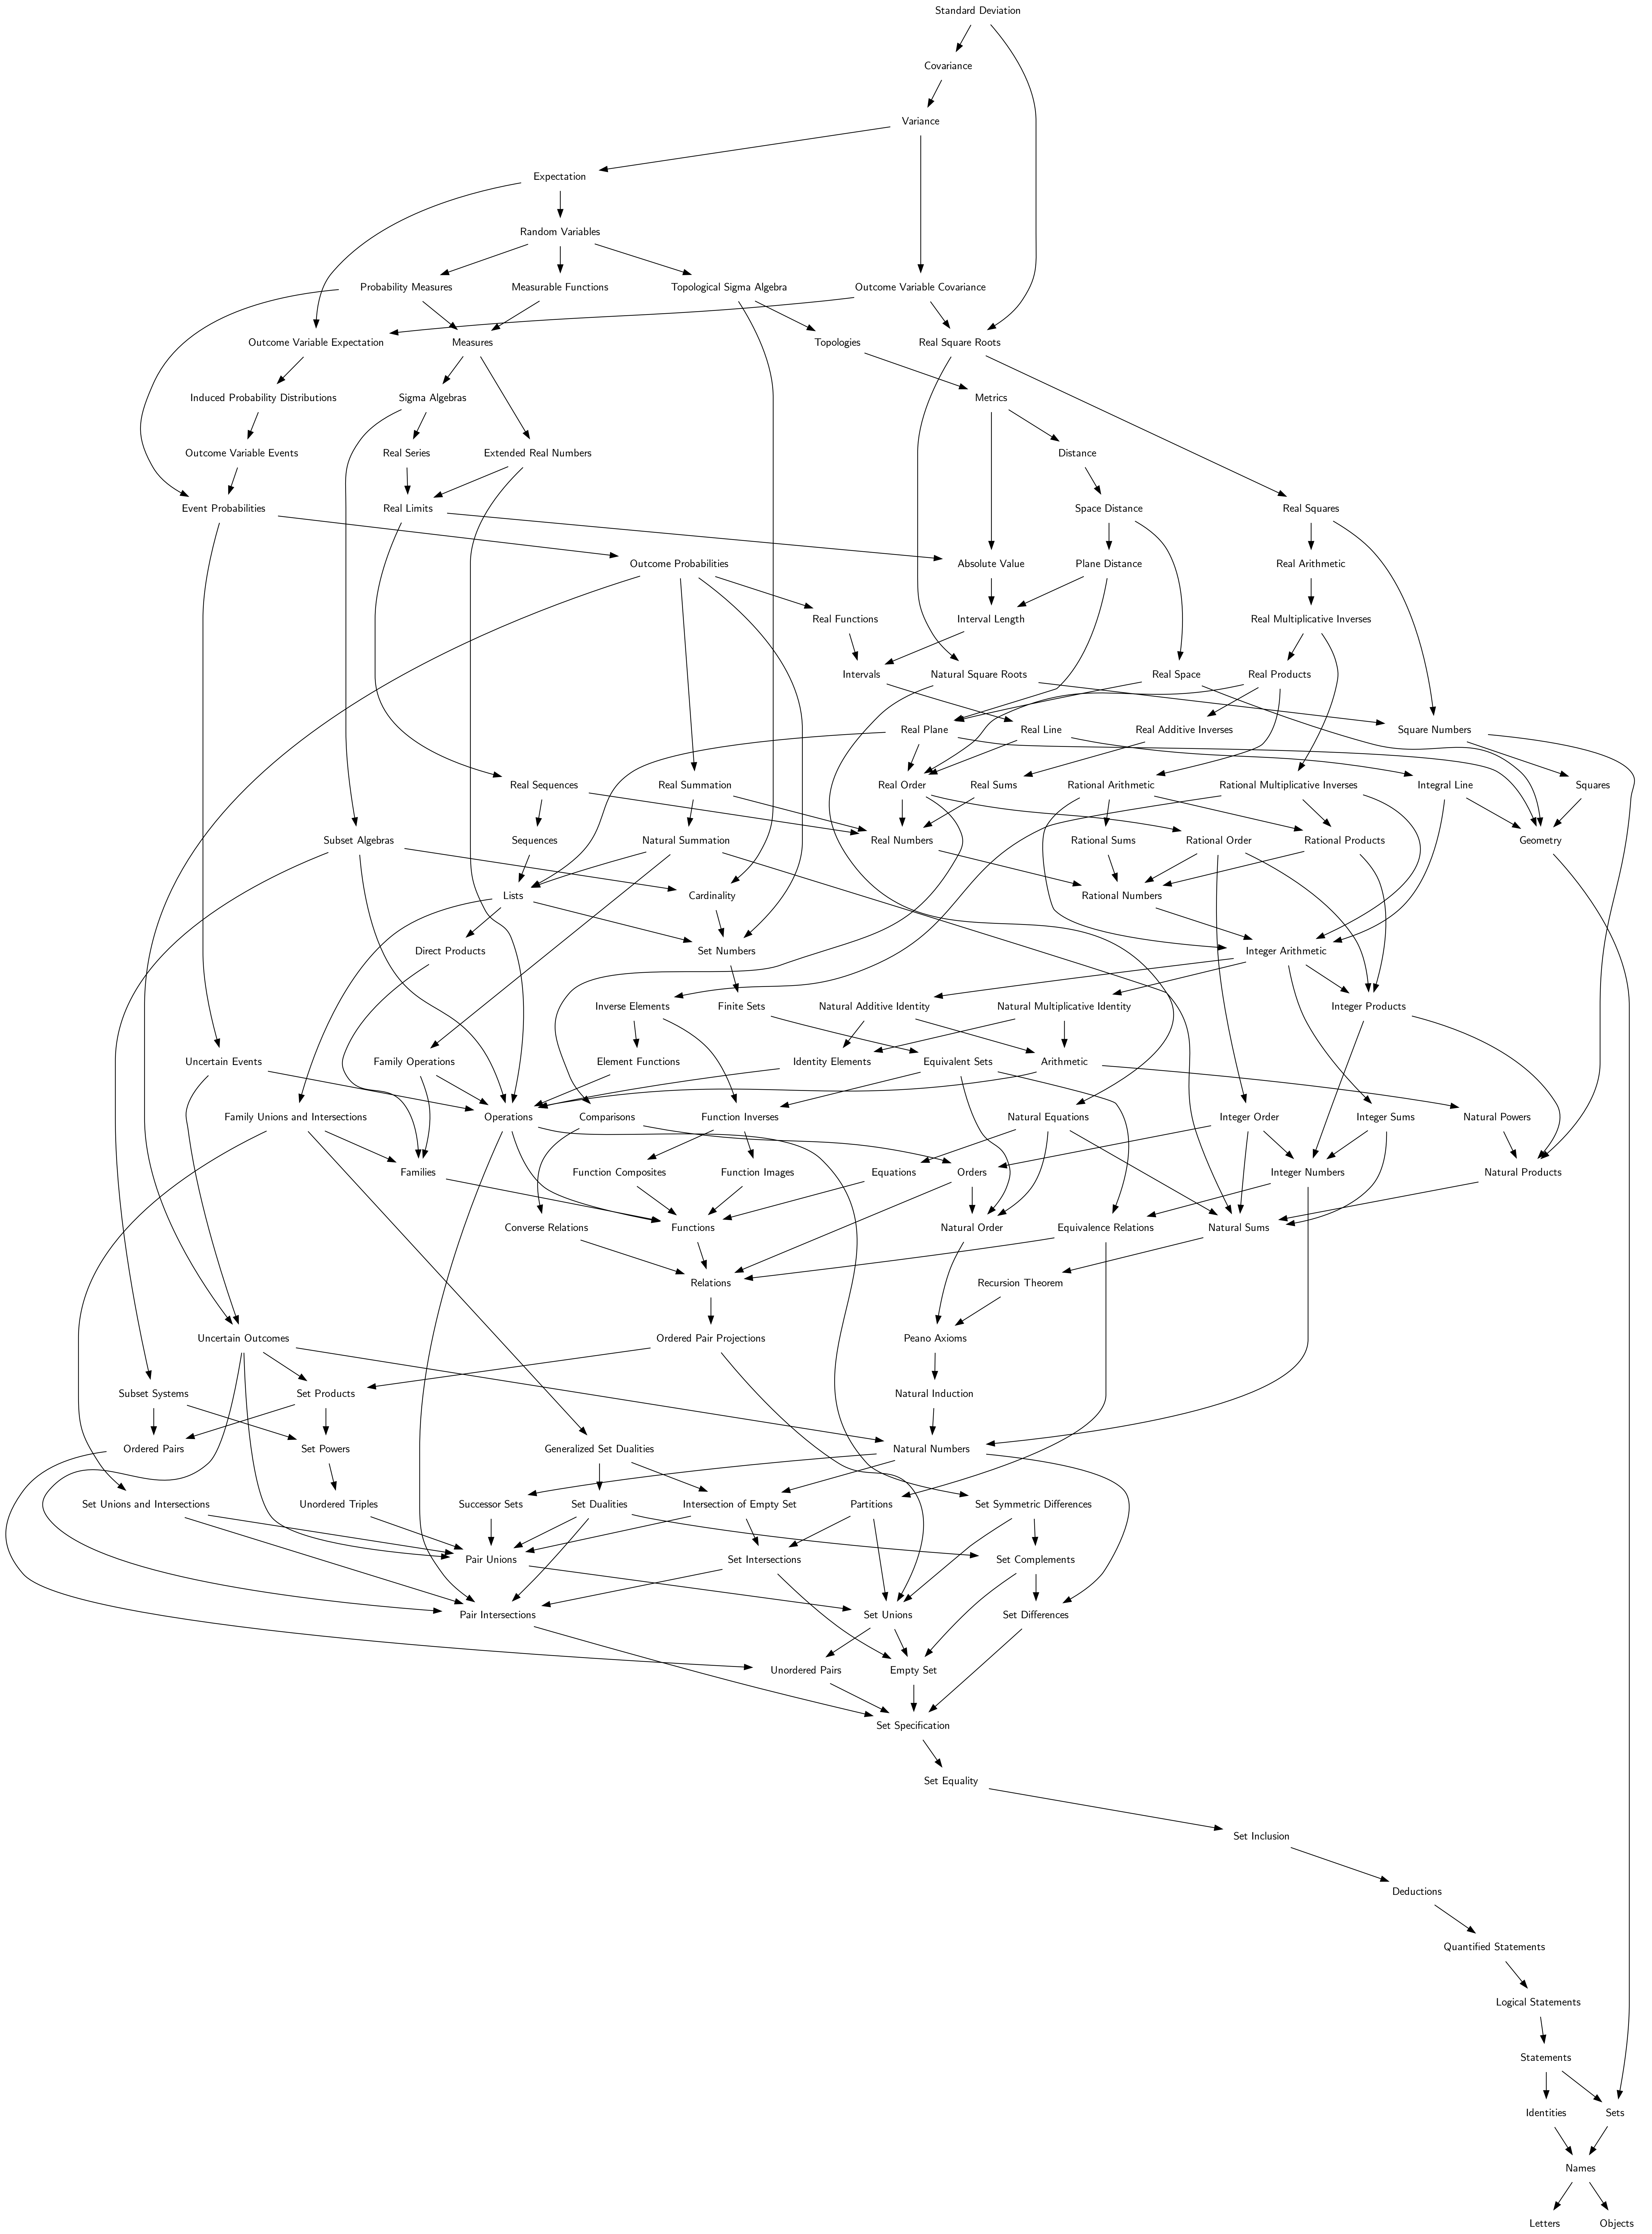 Standard Deviation
Covariance
Variance
Expectation
Random Variables
Probability Measures
Measurable Functions
Topological Sigma Algebra
Outcome Variable Covariance
Outcome Variable Expectation
Measures
Topologies
Real Square Roots
Induced Probability Distributions
Sigma Algebras
Metrics
Outcome Variable Events
Real Series
Extended Real Numbers
Distance
Event Probabilities
Real Limits
Space Distance
Real Squares
Outcome Probabilities
Absolute Value
Plane Distance
Real Arithmetic
Real Functions
Interval Length
Real Multiplicative Inverses
Intervals
Natural Square Roots
Real Space
Real Products
Real Plane
Real Line
Real Additive Inverses
Square Numbers
Real Sequences
Real Summation
Real Order
Real Sums
Rational Arithmetic
Rational Multiplicative Inverses
Integral Line
Squares
Subset Algebras
Sequences
Natural Summation
Real Numbers
Rational Sums
Rational Order
Rational Products
Geometry
Lists
Cardinality
Rational Numbers
Direct Products
Set Numbers
Integer Arithmetic
Inverse Elements
Finite Sets
Natural Additive Identity
Natural Multiplicative Identity
Integer Products
Uncertain Events
Family Operations
Element Functions
Identity Elements
Equivalent Sets
Arithmetic
Family Unions and Intersections
Operations
Comparisons
Function Inverses
Natural Equations
Integer Order
Integer Sums
Natural Powers
Families
Function Composites
Function Images
Equations
Orders
Integer Numbers
Natural Products
Converse Relations
Functions
Natural Order
Equivalence Relations
Natural Sums
Relations
Recursion Theorem
Uncertain Outcomes
Ordered Pair Projections
Peano Axioms
Subset Systems
Set Products
Natural Induction
Ordered Pairs
Set Powers
Generalized Set Dualities
Natural Numbers
Set Unions and Intersections
Unordered Triples
Successor Sets
Set Dualities
Intersection of Empty Set
Partitions
Set Symmetric Differences
Pair Unions
Set Intersections
Set Complements
Pair Intersections
Set Unions
Set Differences
Unordered Pairs
Empty Set
Set Specification
Set Equality
Set Inclusion
Deductions
Quantified Statements
Logical Statements
Statements
Identities
Sets
Names
Letters
Objects